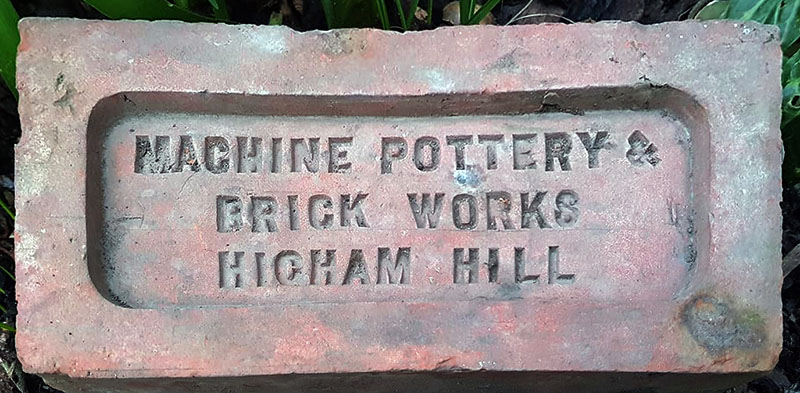 MACHINE POTTERY &
BRICK WORKS
HIGHAM HILL